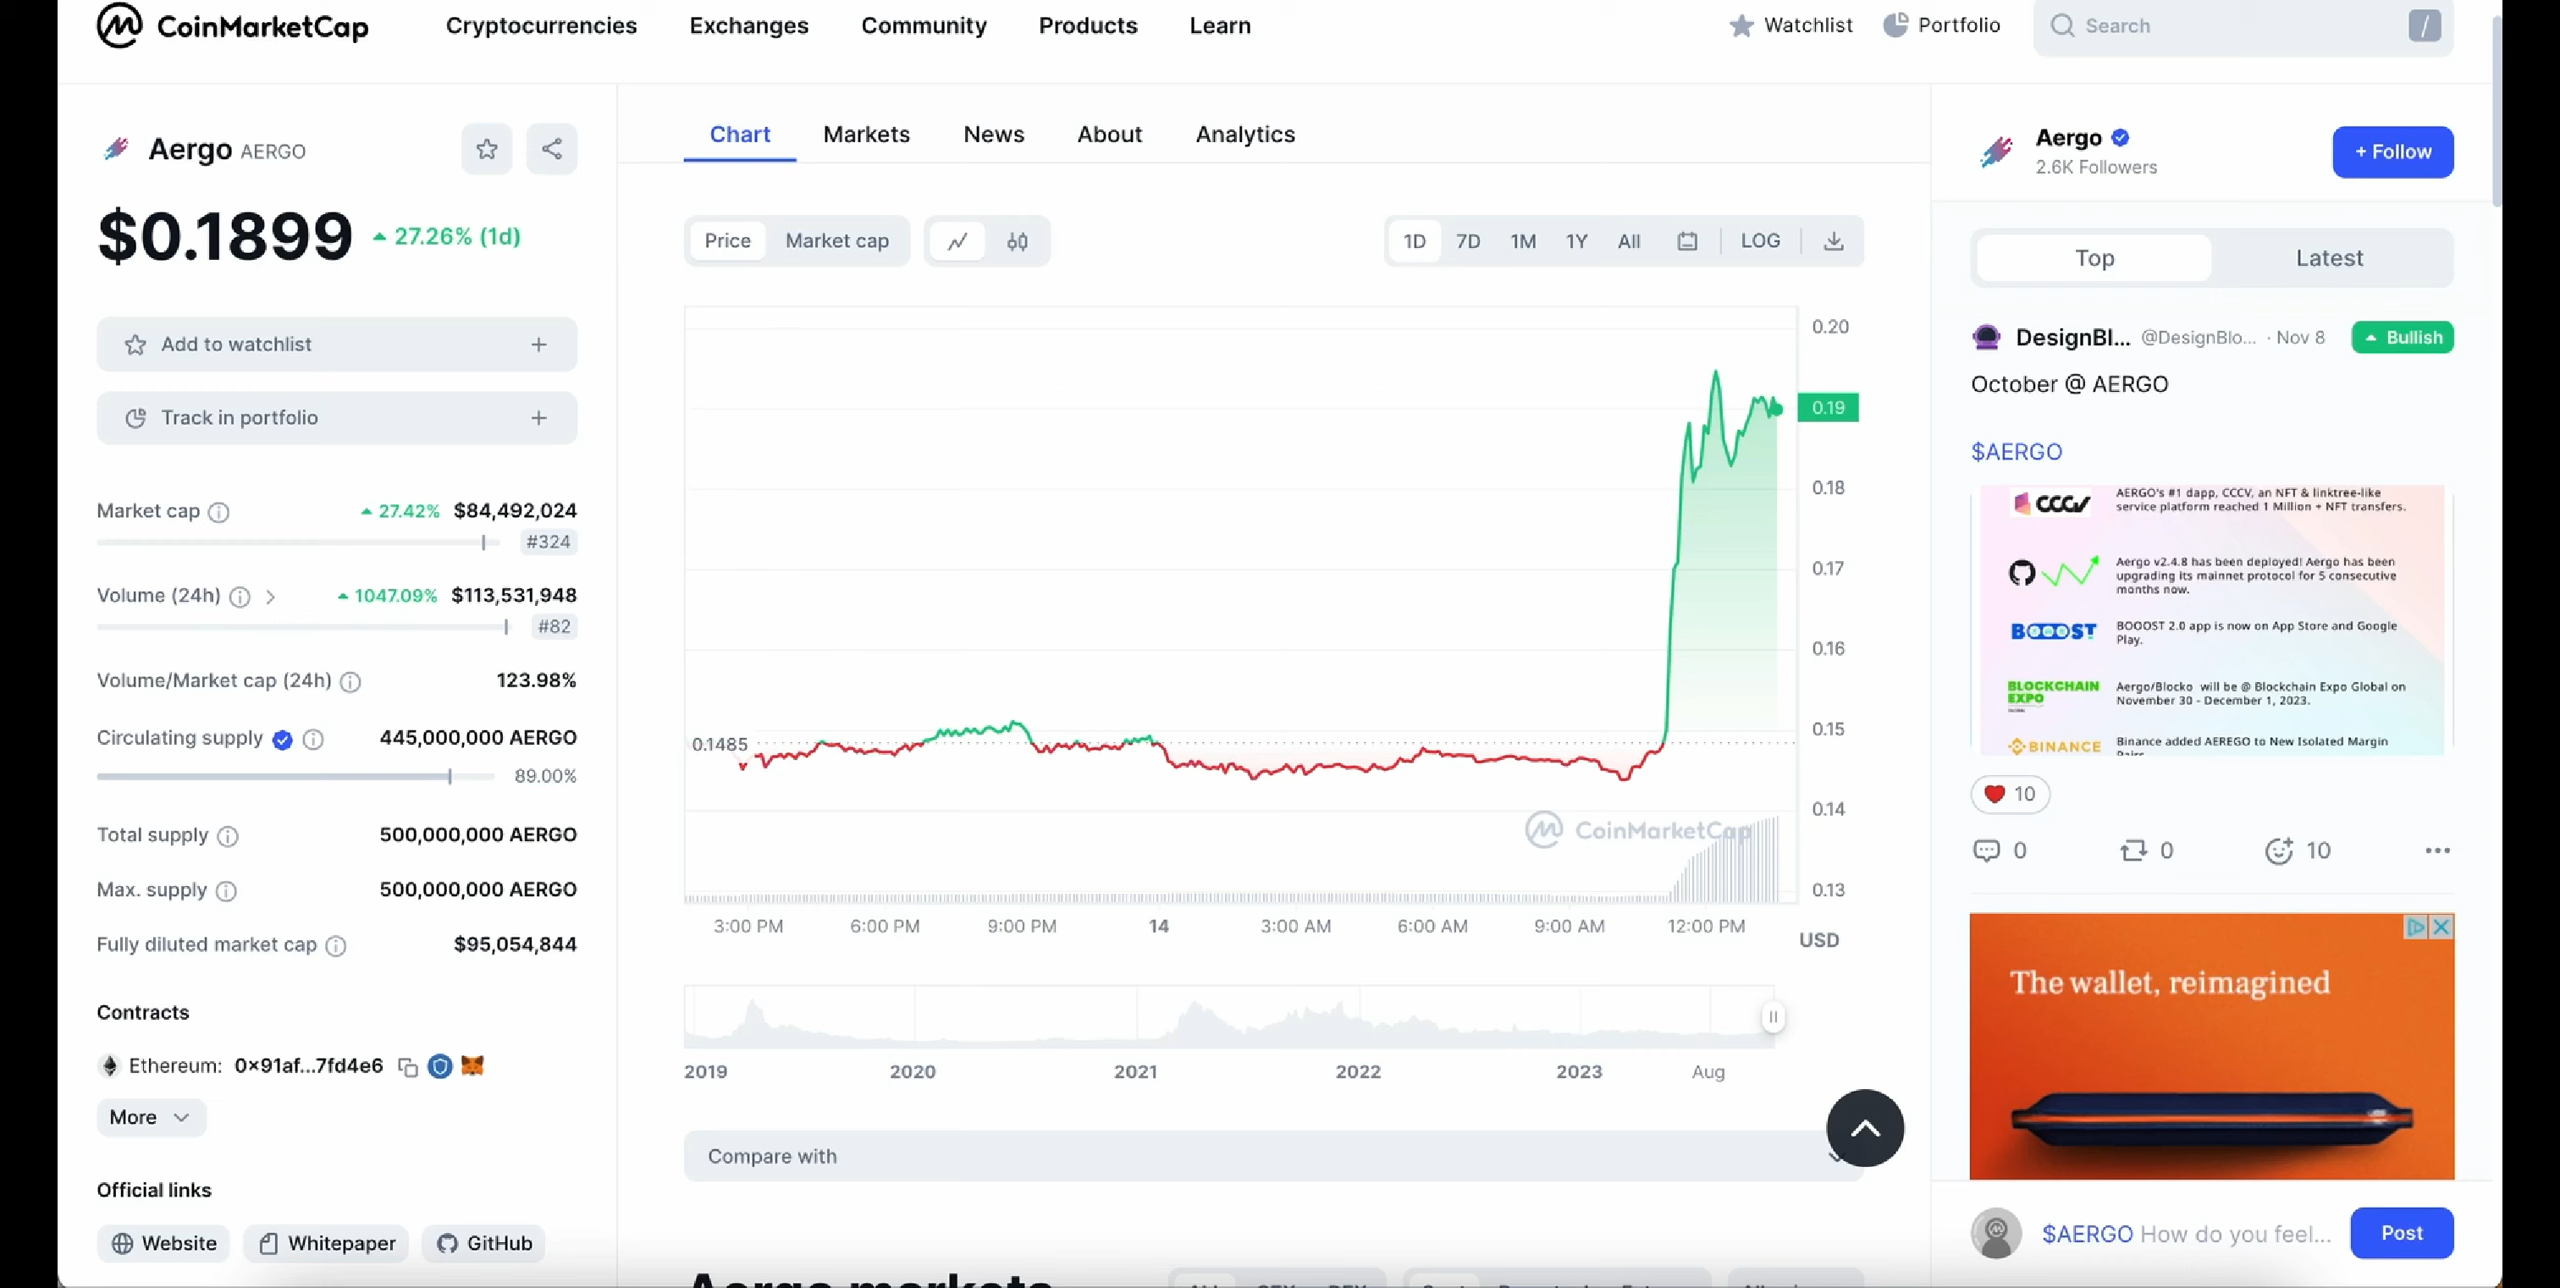 CoinMarketCap
Cryptocurrencies
Exchanges
Community
Products
Learn
Watchlist
Portfolio
Search
/
Aergo AERGO
$0.1899
27.26% (1d)
Add to watchlist
+
Track in portfolio
+
Market cap
27.42% $84,492,024
#324
Volume (24h)
1047.09% $113,531,948
#82
Volume/Market cap (24h)
123.98%
Circulating supply
445,000,000 AERGO
89.00%
Total supply
500,000,000 AERGO
Max. supply
500,000,000 AERGO
Fully diluted market cap
$95,054,844
Contracts
Ethereum: 0x91af...7fd4e6
More
Official links
Website
Whitepaper
GitHub
Chart
Markets
News
About
Analytics
Price
Market cap
1D
7D
1M
1Y
All
LOG
0.20
0.19
0.18
0.17
0.16
0.15
0.14
0.13
0.1485
CoinMarketCap
3:00 PM
6:00 PM
9:00 PM
14
3:00 AM
6:00 AM
9:00 AM
12:00 PM
USD
2019
2020
2021
2022
2023
Aug
Compare with
Aergo markets
Aergo
2.6K Followers
+ Follow
Top
Latest
DesignBl... @DesignBlo... · Nov 8
Bullish
October @ AERGO
$AERGO
CCCV
AERGO's #1 dapp, CCCV, an NFT & linktree-like
service platform reached 1 Million + NFT transfers.
Aergo v2.4.8 has been deployed! Aergo has been
upgrading its mainnet protocol for 5 consecutive
months now.
BOOOST
BOOOST 2.0 app is now on App Store and Google
Play.
BLOCKCHAIN
EXPO
Aergo/Blocko will be @ Blockchain Expo Global on
November 30 - December 1, 2023.
BINANCE
Binance added AEREGO to New Isolated Margin
10
0
0
10
The wallet, reimagined
$AERGO How do you feel...
Post